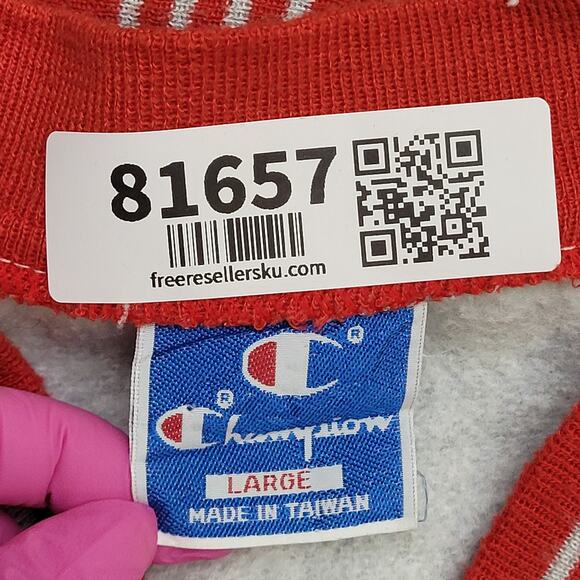 81657
freeresellersku.com
®
®
Champion
LARGE
MADE IN TAIWAN